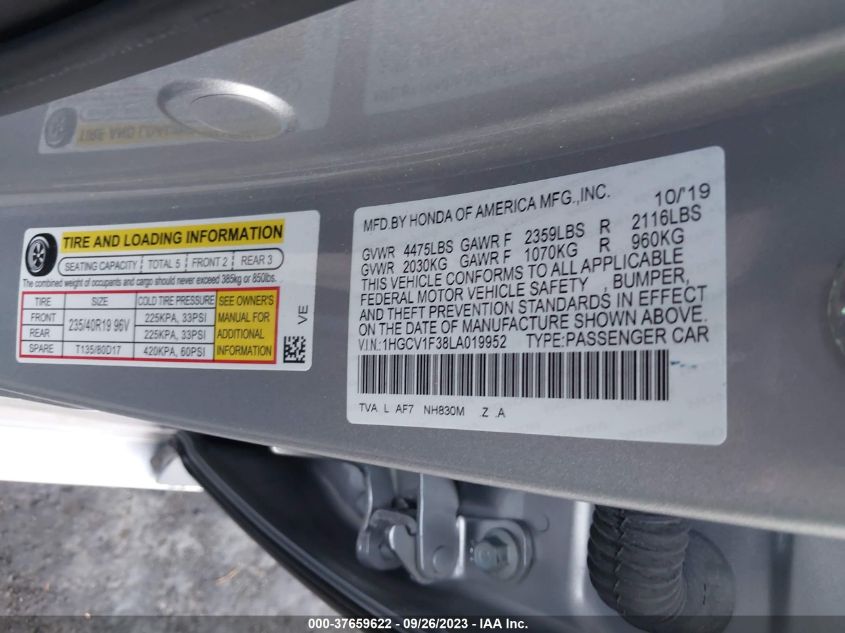 TIRE AND LOADING INFORMATION
SEATING CAPACITY TOTAL 5 FRONT 2 REAR 3
The combined weight of occupants and cargo should never exceed 385kg or 850lbs.
TIRE SIZE COLD TIRE PRESSURE SEE OWNER'S
FRONT 235/40R19 96V 225KPA, 33PSI MANUAL FOR
REAR 225KPA, 33PSI ADDITIONAL
SPARE T135/80D17 420KPA, 60PSI INFORMATION
VE
MFD.BY HONDA OF AMERICA MFG.,INC. 10/'19
GVWR 4475LBS GAWR F 2359LBS R 2116LBS
GVWR 2030KG GAWR F 1070KG R 960KG
THIS VEHICLE CONFORMS TO ALL APPLICABLE
FEDERAL MOTOR VEHICLE SAFETY , BUMPER,
AND THEFT PREVENTION STANDARDS IN EFFECT
ON THE DATE OF MANUFACTURE SHOWN ABOVE.
V.I.N.:1HGCV1F38LA019952 TYPE:PASSENGER CAR
TVA L AF7 NH830M .Z .A
000-37659622 - 09/26/2023 - IAA Inc.